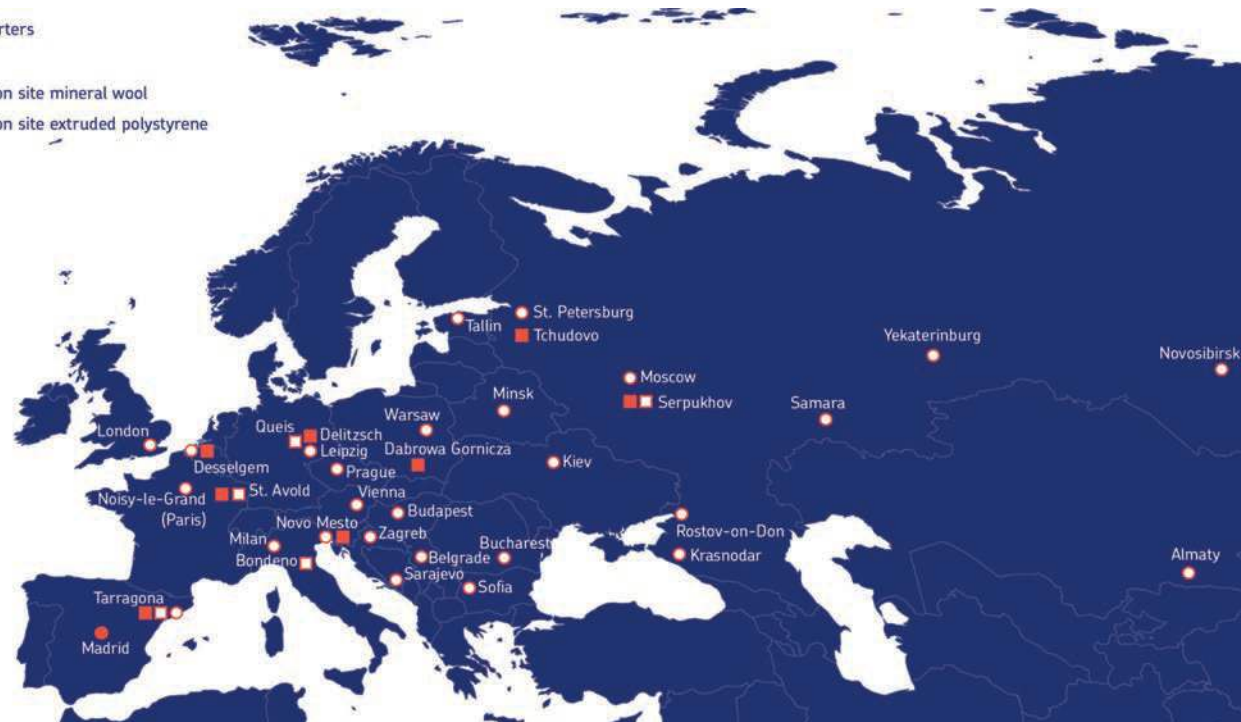 rters
on site mineral wool
on site extruded polystyrene
St. Petersburg
Tallin
Tchudovo
Yekaterinburg
Novosibirsk
Moscow
Minsk
Serpukhov
Samara
Warsaw
London
Queis
Delitzsch
Leipzig
Dabrowa Gornicza
Desselgem
Prague
Kiev
Noisy-le-Grand
(Paris)
St. Avold
Vienna
Budapest
Novo Mesto
Zagreb
Rostov-on-Don
Milan
Bucharest
Belgrade
Krasnodar
Almaty
Bondeno
Sarajevo
Sofia
Tarragona
Madrid